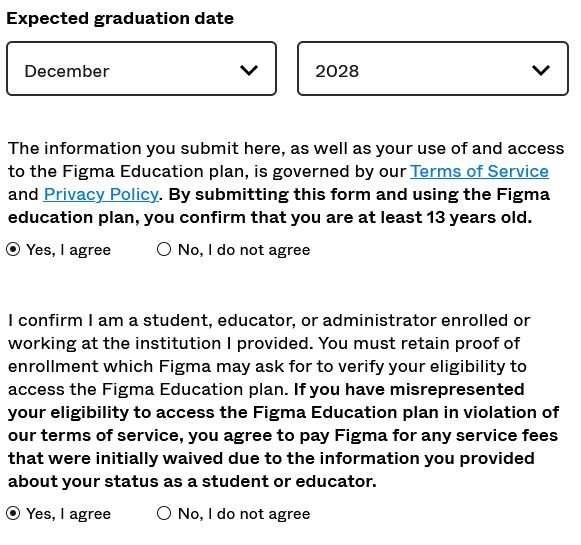 Expected graduation date
December
2028
The information you submit here, as well as your use of and access
to the Figma Education plan, is governed by our Terms of Service
and Privacy Policy. By submitting this form and using the Figma
education plan, you confirm that you are at least 13 years old.
Yes, I agree
No, I do not agree
I confirm I am a student, educator, or administrator enrolled or
working at the institution I provided. You must retain proof of
enrollment which Figma may ask for to verify your eligibility to
access the Figma Education plan. If you have misrepresented
your eligibility to access the Figma Education plan in violation of
our terms of service, you agree to pay Figma for any service fees
that were initially waived due to the information you provided
about your status as a student or educator.
Yes, I agree
No, I do not agree